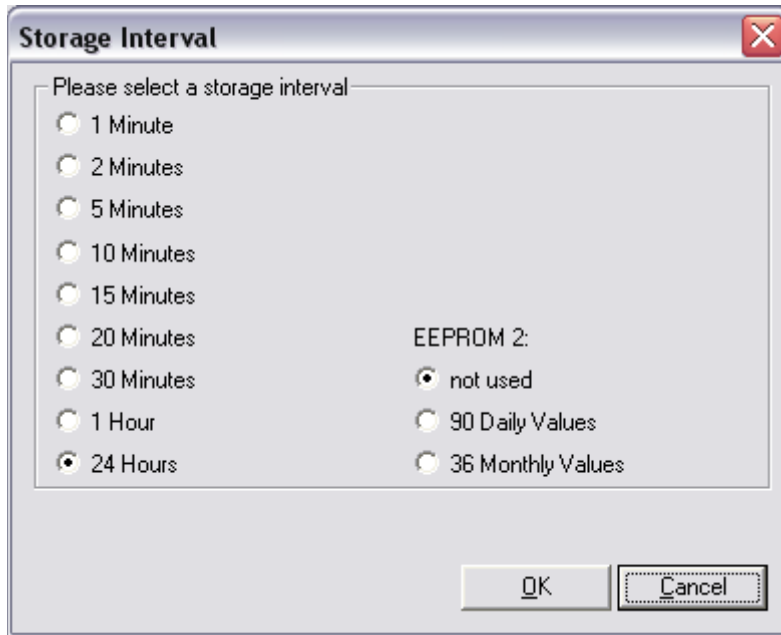 Storage Interval
Please select a storage interval
1 Minute
2 Minutes
5 Minutes
10 Minutes
15 Minutes
20 Minutes
30 Minutes
1 Hour
24 Hours
EEPROM 2:
not used
90 Daily Values
36 Monthly Values
OK
Cancel